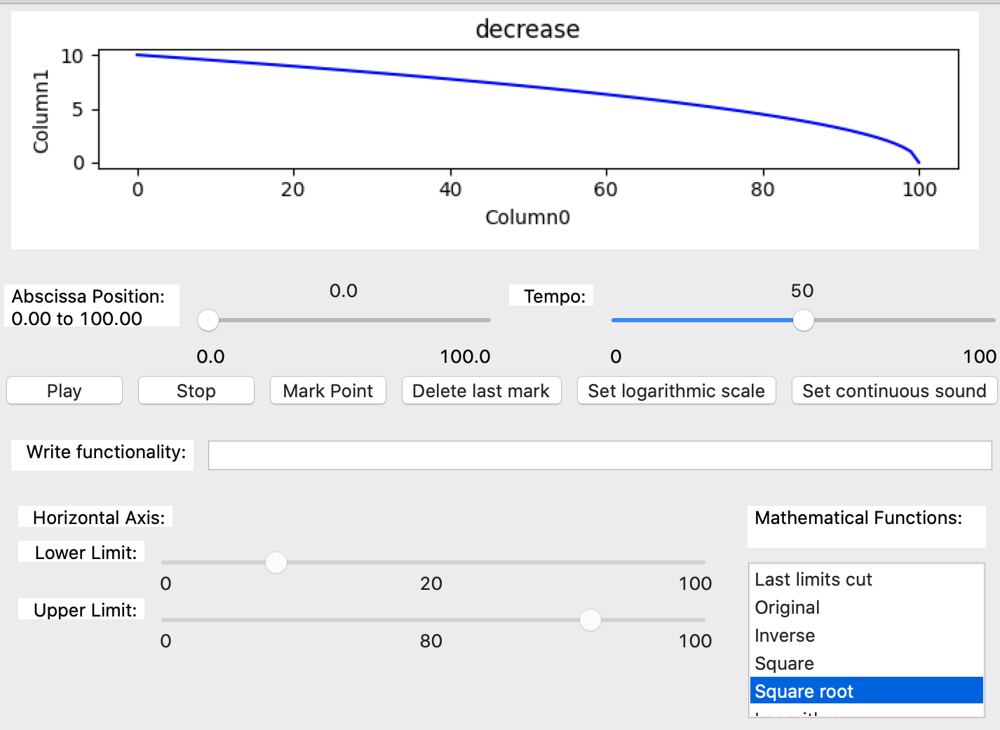 decrease
Column1
10
5
0
0 20 40 60 80 100
Column0
Abscissa Position:
0.00 to 100.00
0.0
0.0 100.0
Tempo:
50
0 100
Play Stop Mark Point Delete last mark Set logarithmic scale Set continuous sound
Write functionality:
Horizontal Axis:
Lower Limit:
0 20 100
Upper Limit:
0 80 100
Mathematical Functions:
Last limits cut
Original
Inverse
Square
Square root